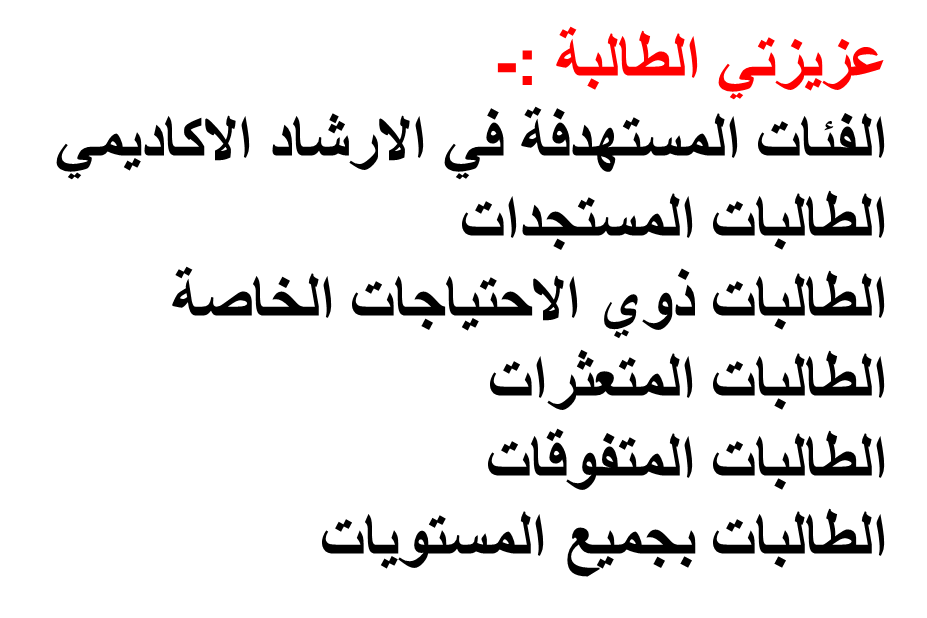 عزيزتي الطالبة :-
الفئات المستهدفة في الارشاد الاكاديمي
الطالبات المستجدات
الطالبات ذوي الاحتياجات الخاصة
الطالبات المتعثرات
الطالبات المتفوقات
الطالبات بجميع المستويات